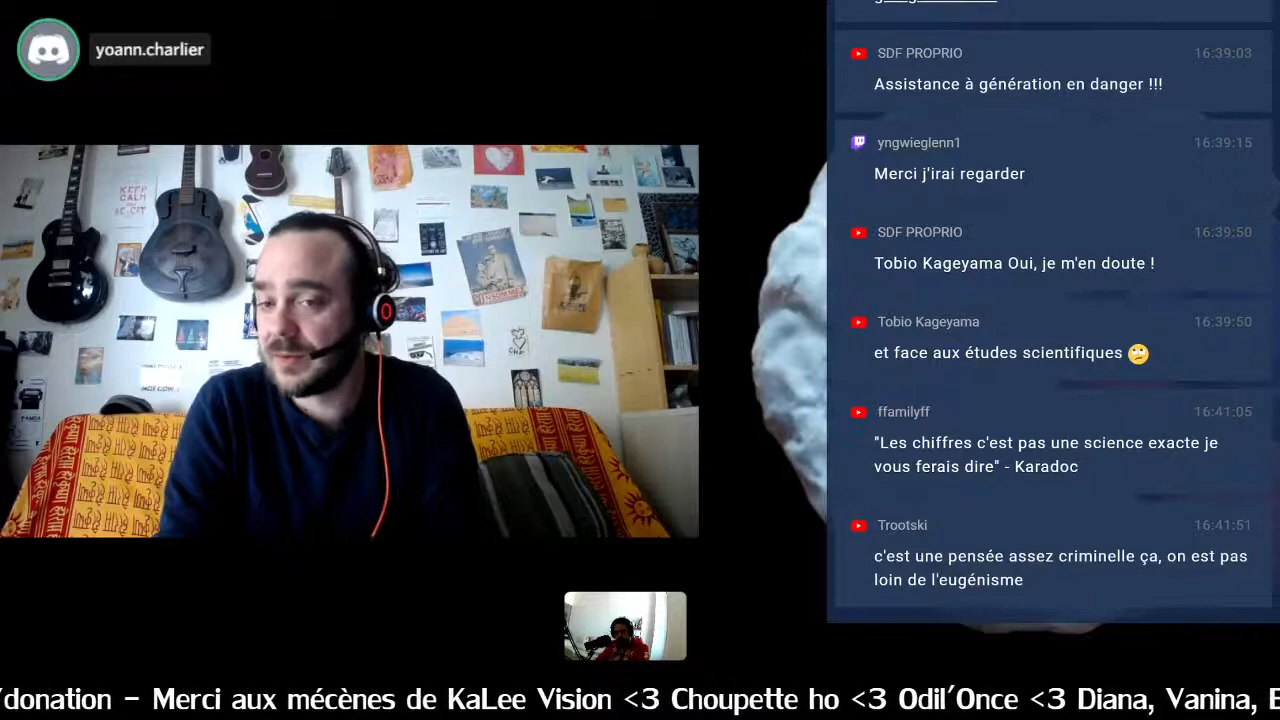 yoann.charlier
SDF PROPRIO 16:39:03
Assistance à génération en danger !!!
yngwieglenn1 16:39:15
Merci j'irai regarder
SDF PROPRIO 16:39:50
Tobio Kageyama Oui, je m'en doute !
Tobio Kageyama 16:39:50
et face aux études scientifiques 🙄
ffamilyff 16:41:05
"Les chiffres c'est pas une science exacte je
vous ferais dire" - Karadoc
Trootski 16:41:51
c'est une pensée assez criminelle ça, on est pas
loin de l'eugénisme
KEEP
CALM
INSOMNIE
/donation – Merci aux mécènes de KaLee Vision <3 Choupette ho <3 Odil'Once <3 Diana, Vanina, E